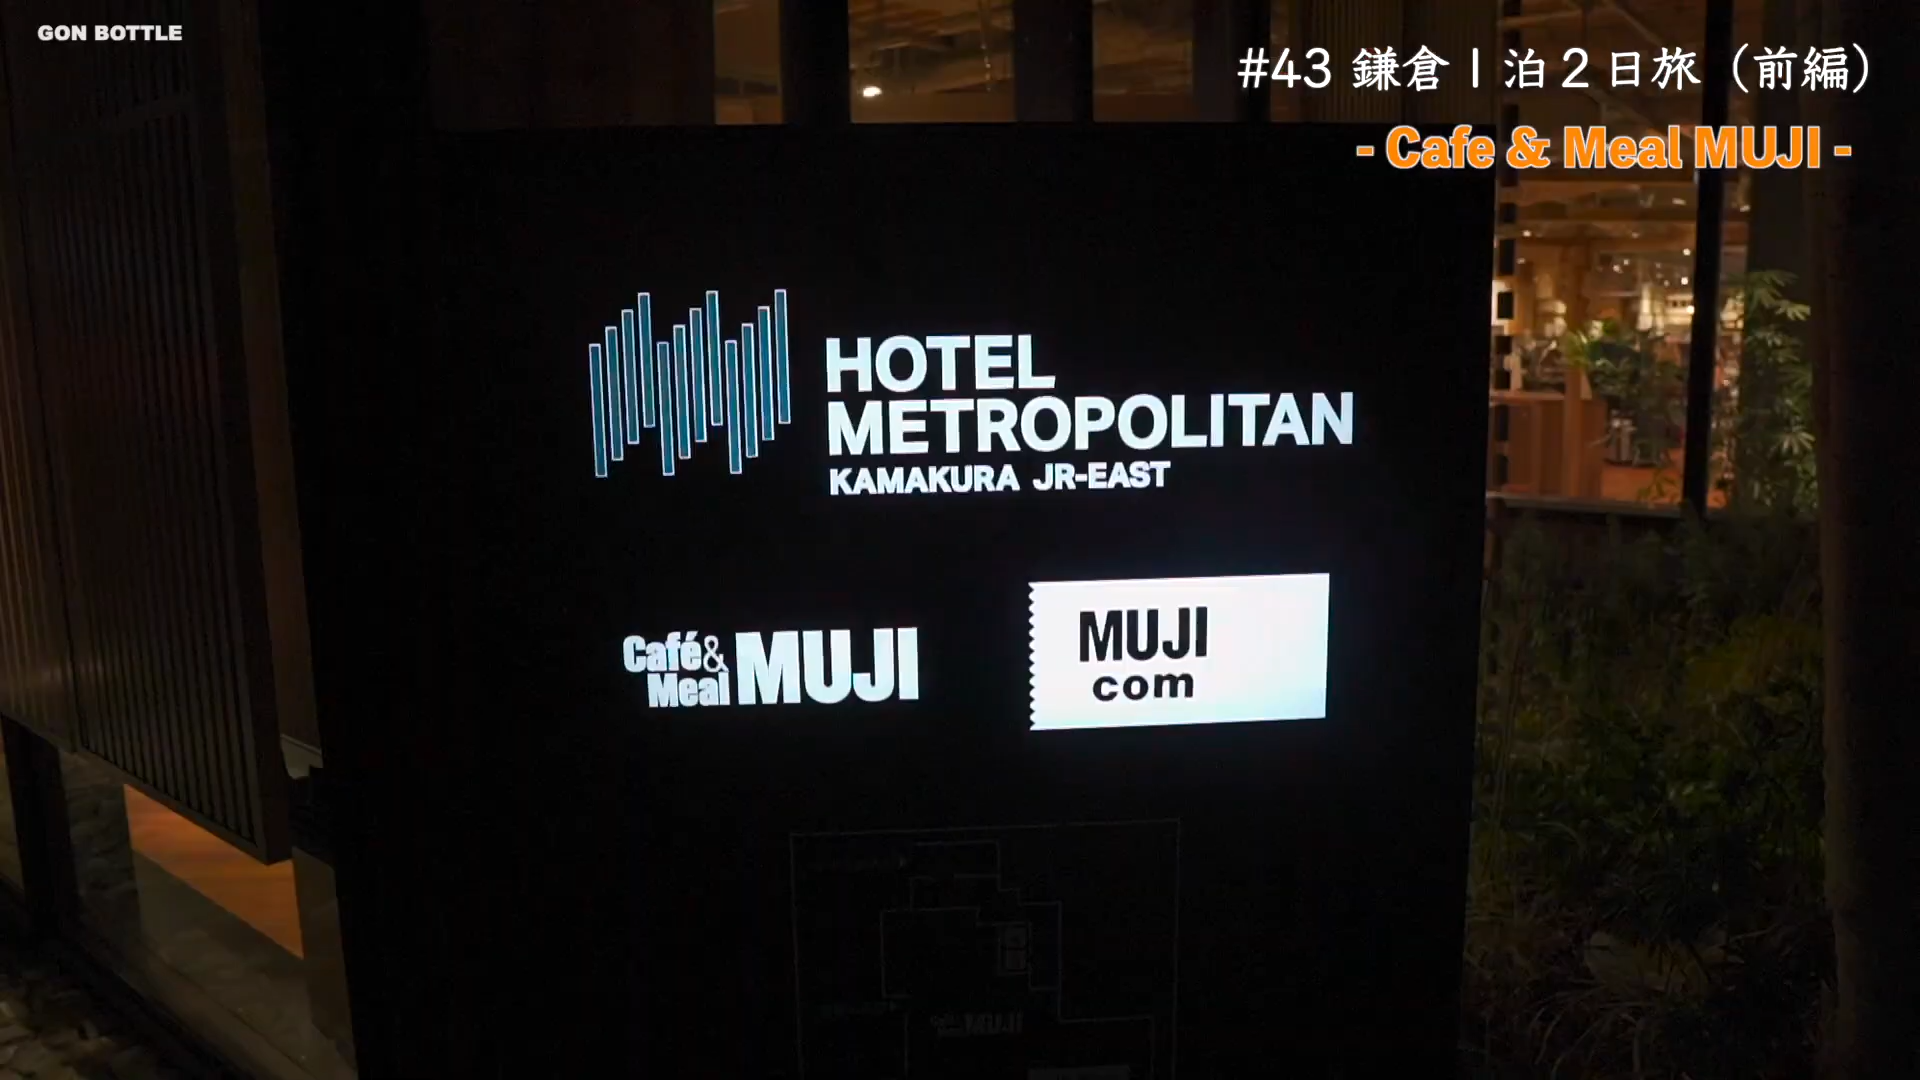 GON BOTTLE
#43 鎌倉1泊2日旅（前編）
- Cafe & Meal MUJI -
HOTEL
METROPOLITAN
KAMAKURA JR-EAST
Café&
Meal MUJI
MUJI
com